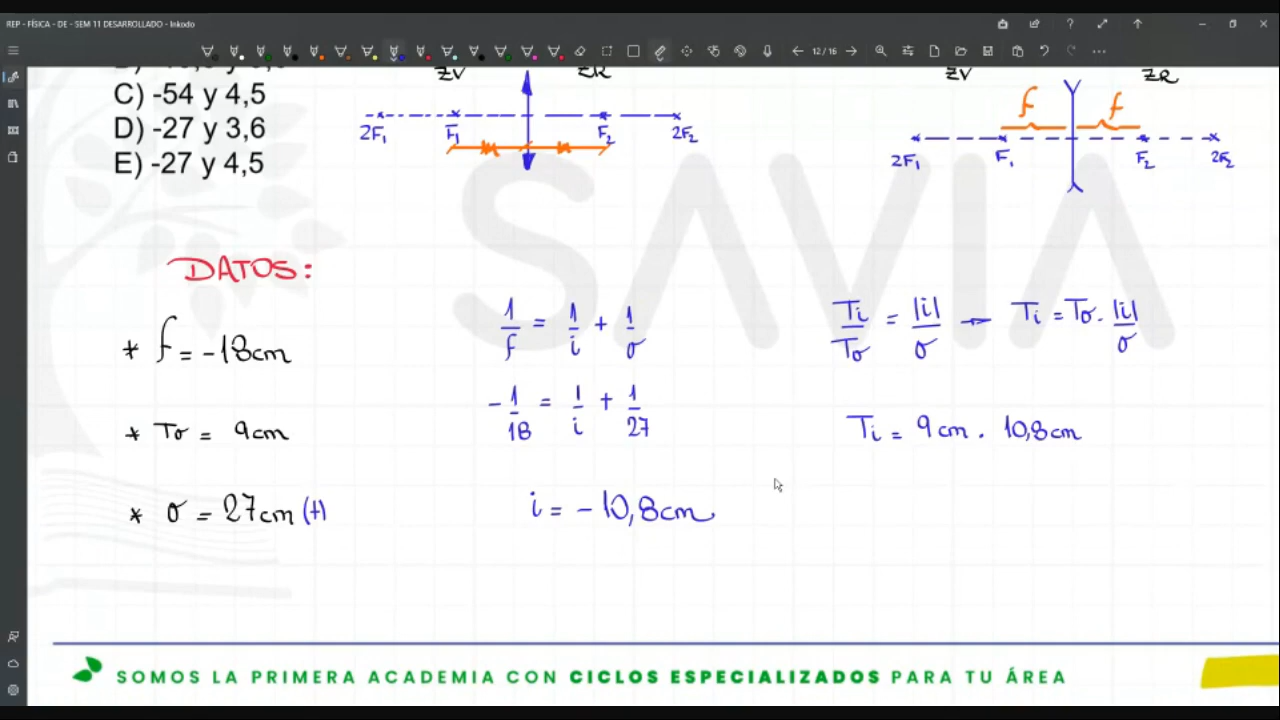 REP - FÍSICA - DE - SEM 11 DESARROLLADO - Inkodo
12/16
ZV ZR ZV ZR
C) -54 y 4,5
D) -27 y 3,6
E) -27 y 4,5
2F₁ F₁ F₂ 2F₂
f f
2F₁ F₁ F₂ 2F₂
SAVIA
DATOS:
* f = -18cm
* To = 9cm
* o = 27cm (+)
1/f = 1/i + 1/o
-1/18 = 1/i + 1/27
i = -10,8cm
Ti/To = |i|/o → Ti = To . |i|/o
Ti = 9cm . 10,8cm
SOMOS LA PRIMERA ACADEMIA CON CICLOS ESPECIALIZADOS PARA TU ÁREA